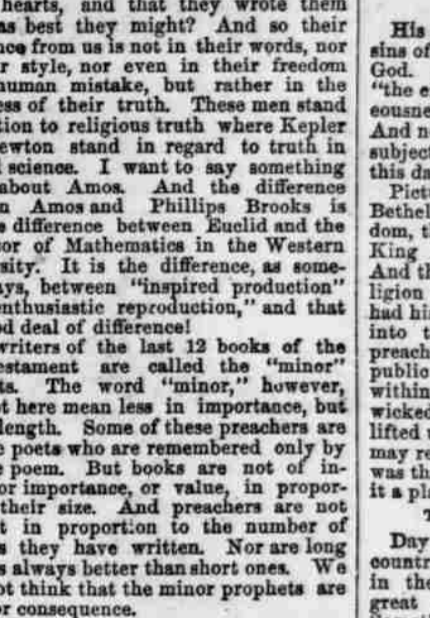 hearts, and that they wrote them
as best they might? And so their
nce from us is not in their words, nor
r style, nor even in their freedom
human mistake, but rather in the
ess of their truth. These men stand
tion to religious truth where Kepler
ewton stand in regard to truth in
l science. I want to say something
about Amos. And the difference
n Amos and Phillips Brooks is
e difference between Euclid and the
or of Mathematics in the Western
sity. It is the difference, as some-
ays, between "inspired production"
enthusiastic reproduction," and that
od deal of difference!
writers of the last 12 books of the
estament are called the "minor"
ts. The word "minor," however,
ot here mean less in importance, but
length. Some of these preachers are
e poets who are remembered only by
e poem. But books are not of in-
or importance, or value, in propor-
their size. And preachers are not
t in proportion to the number of
s they have written. Nor are long
s always better than short ones. We
ot think that the minor prophets are
or consequence.
His
sins of
God.
"the e
eousne
And n
subject
this da
Pictu
Bethel
dom, t
King
And th
ligion
had hi
into t
preach
public
within
wicked
lifted
may re
was th
it a pl
T
Day
countr
in the
great